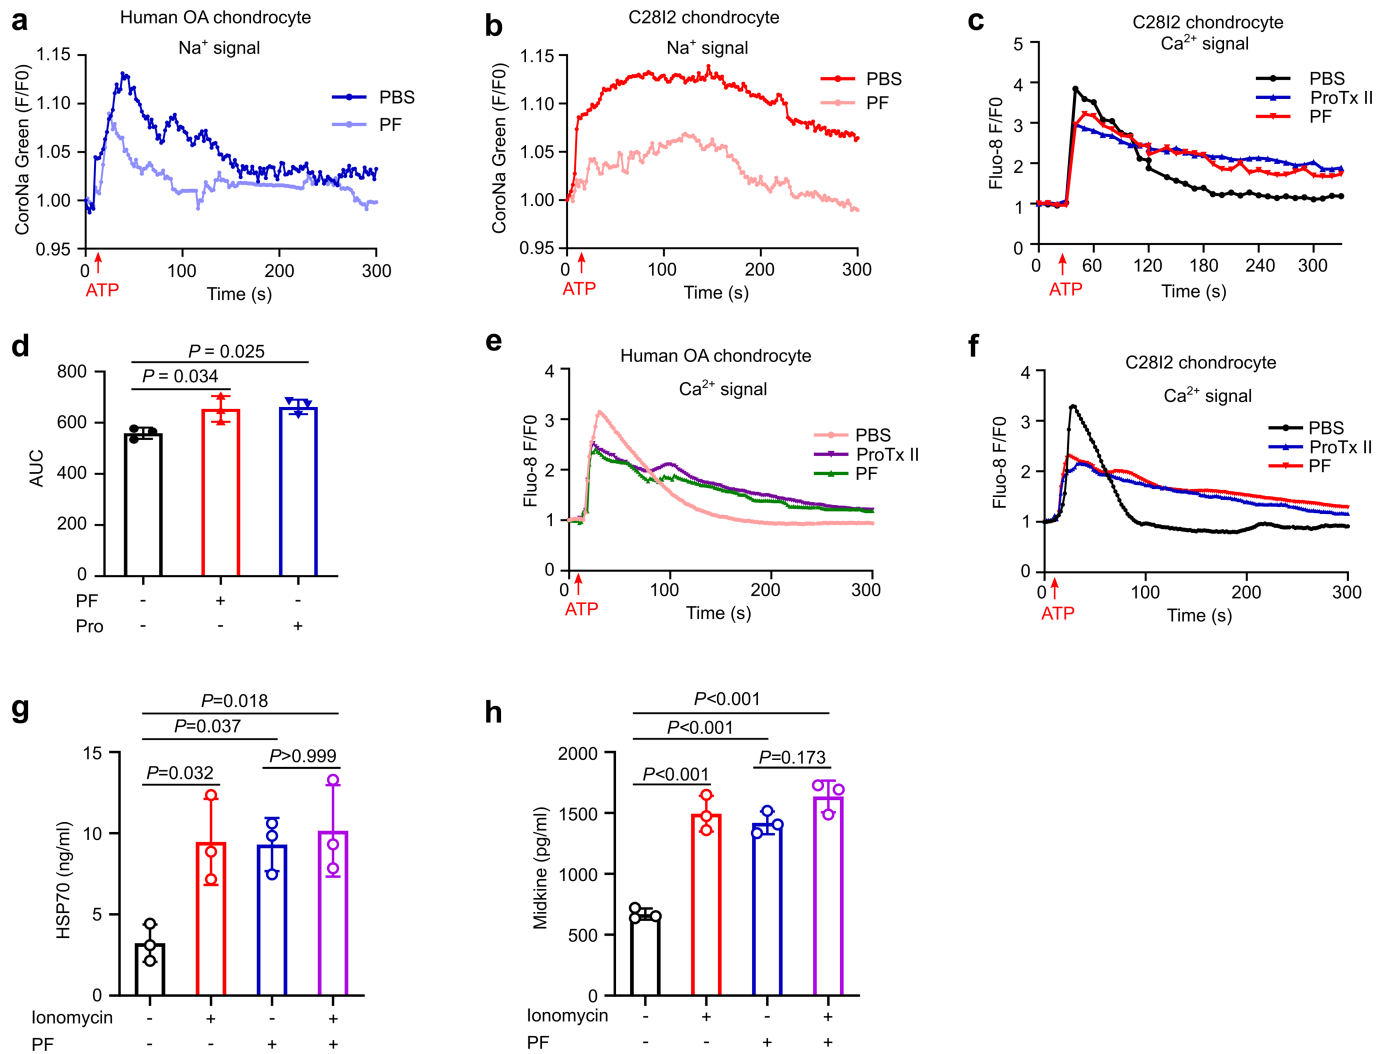 a
Human OA chondrocyte
Na+ signal
CoroNa Green (F/F0)
1.15
1.10
1.05
1.00
0.95
PBS
PF
0
100
200
300
ATP
Time (s)
b
C28I2 chondrocyte
Na+ signal
CoroNa Green (F/F0)
1.15
1.10
1.05
1.00
0.95
PBS
PF
0
100
200
300
ATP
Time (s)
c
C28I2 chondrocyte
Ca2+ signal
Fluo-8 F/F0
5
4
3
2
1
0
PBS
ProTx II
PF
0
60
120
180
240
300
ATP
Time (s)
d
P = 0.025
P = 0.034
AUC
800
600
400
200
0
PF - + -
Pro - - +
e
Human OA chondrocyte
Ca2+ signal
Fluo-8 F/F0
4
3
2
1
0
PBS
ProTx II
PF
0
100
200
300
ATP
Time (s)
f
C28I2 chondrocyte
Ca2+ signal
Fluo-8 F/F0
4
3
2
1
0
PBS
ProTx II
PF
0
100
200
300
ATP
Time (s)
g
P=0.018
P=0.037
P>0.999
P=0.032
HSP70 (ng/ml)
15
10
5
0
Ionomycin - + - +
PF - - + +
h
P<0.001
P<0.001
P=0.173
P<0.001
Midkine (pg/ml)
2000
1500
1000
500
0
Ionomycin - + - +
PF - - + +